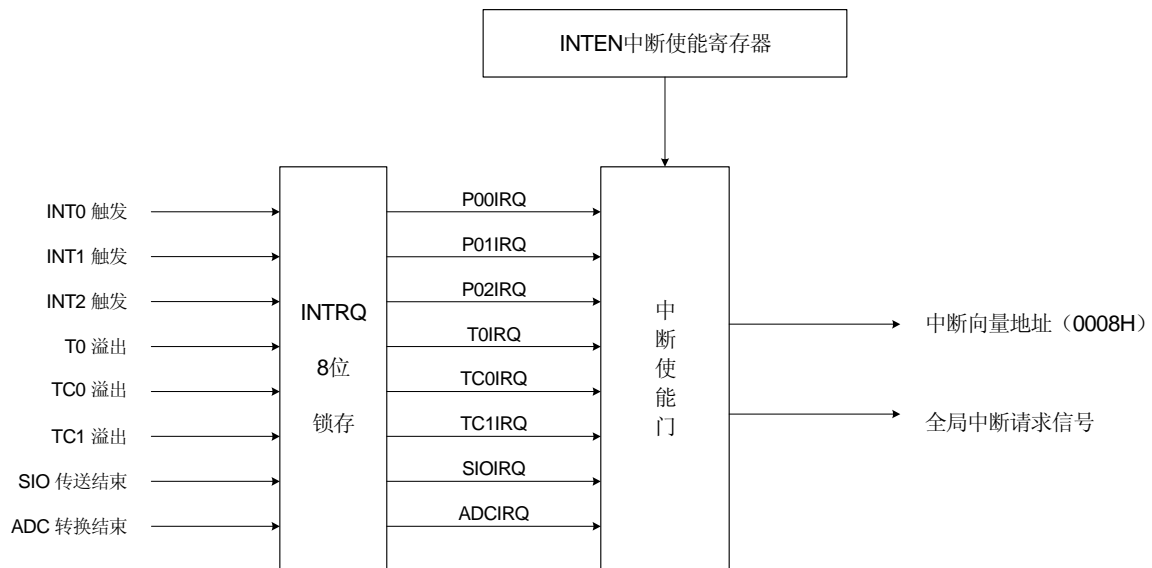 INTEN中断使能寄存器
INT0 触发
INT1 触发
INT2 触发
T0 溢出
TC0 溢出
TC1 溢出
SIO 传送结束
ADC 转换结束
INTRQ
8位
锁存
P00IRQ
P01IRQ
P02IRQ
T0IRQ
TC0IRQ
TC1IRQ
SIOIRQ
ADCIRQ
中
断
使
能
门
中断向量地址（0008H）
全局中断请求信号